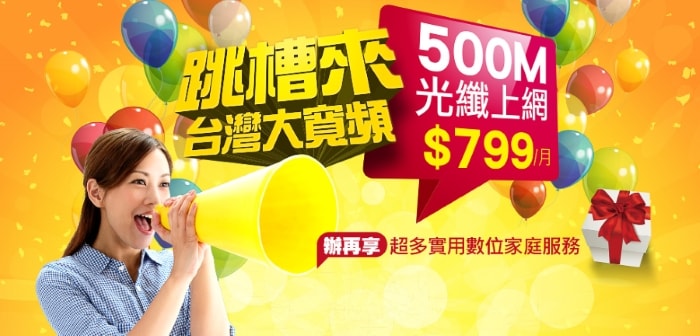 跳槽來
台灣大寬頻
500M
光纖上網
$799/月
辦再享 超多實用數位家庭服務